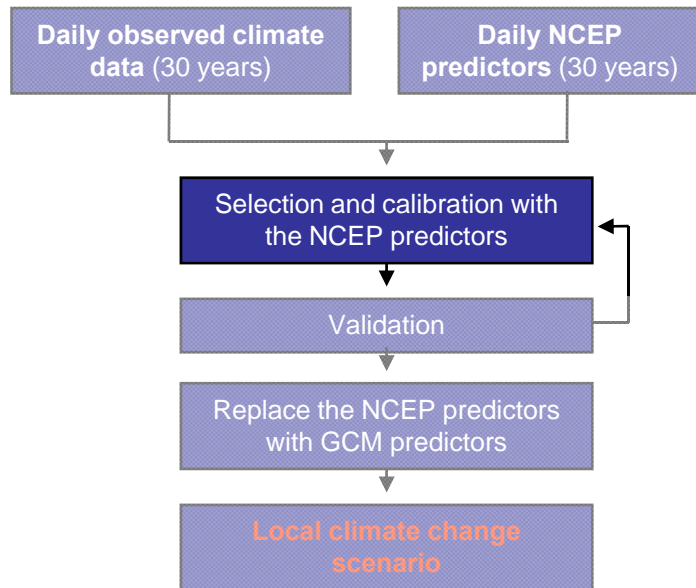 Daily observed climate
data (30 years)
Daily NCEP
predictors (30 years)
Selection and calibration with
the NCEP predictors
Validation
Replace the NCEP predictors
with GCM predictors
Local climate change
scenario